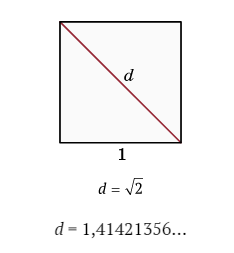 d
1
d = √2
d = 1,41421356...